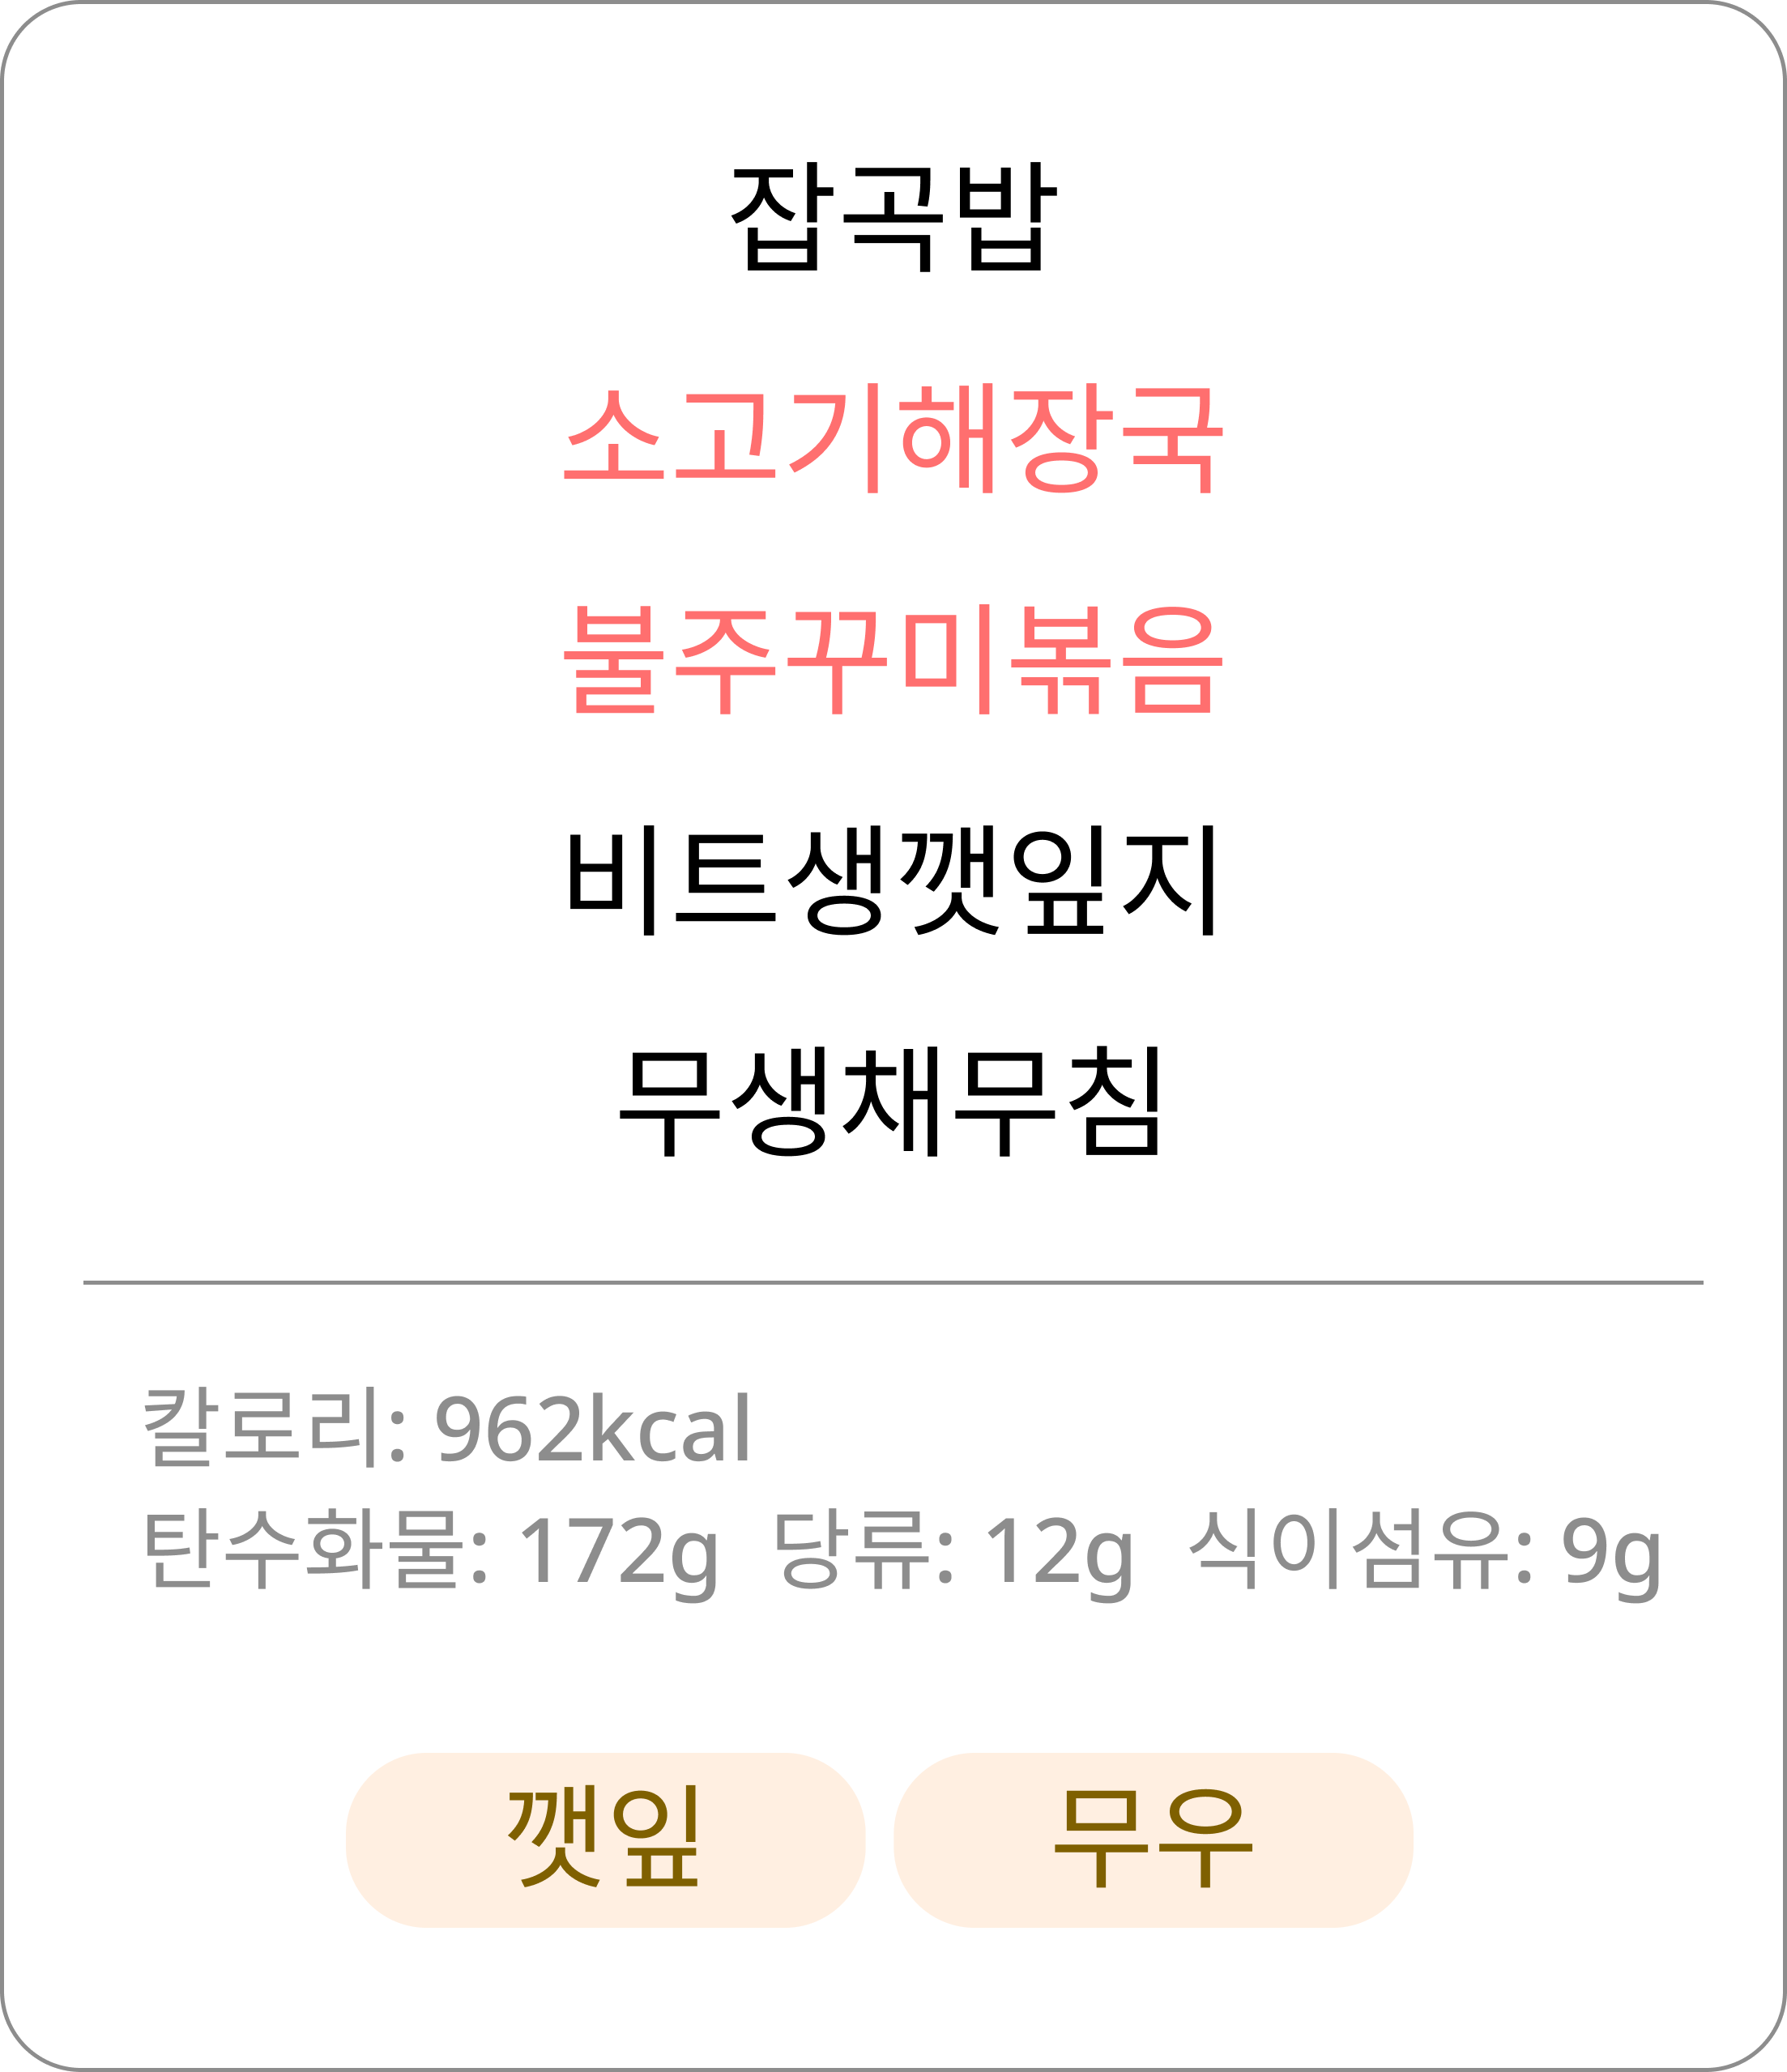 잡곡밥
소고기해장국
불주꾸미볶음
비트생깻잎지
무생채무침
칼로리: 962kcal
탄수화물: 172g 당류: 12g 식이섬유: 9g
깻잎 무우